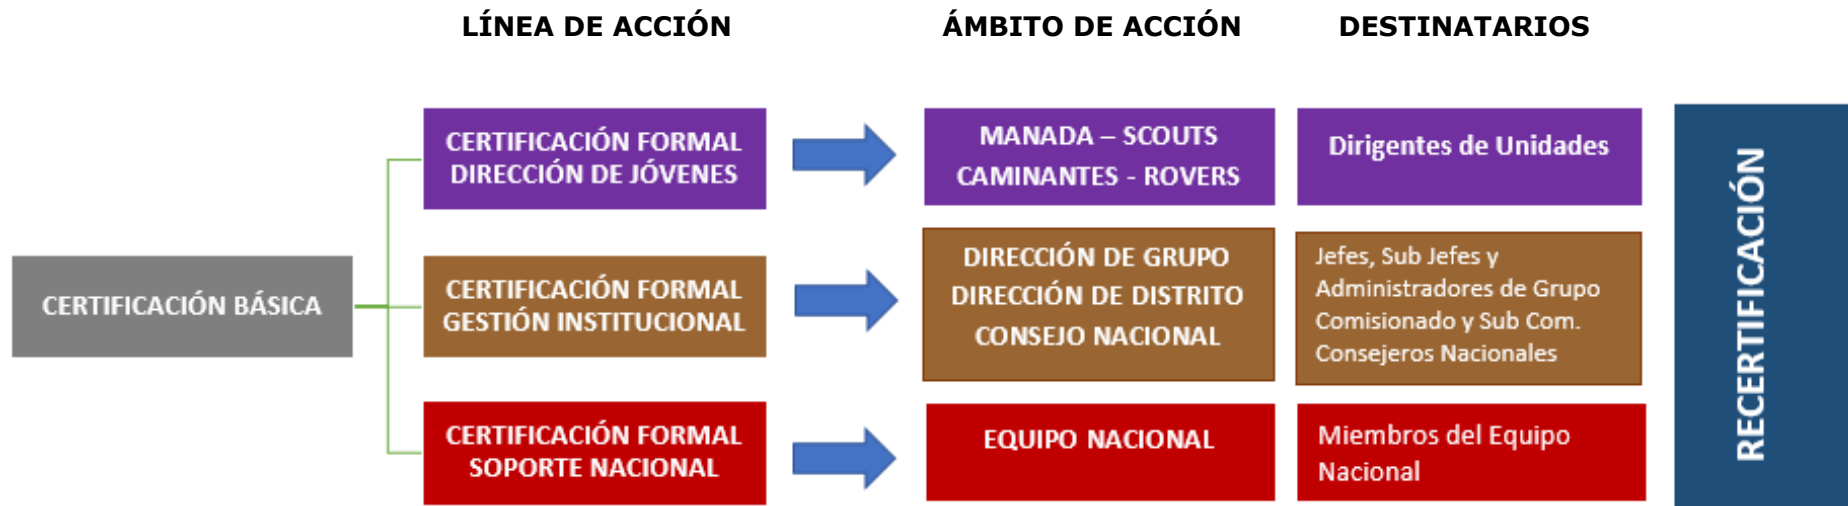 LÍNEA DE ACCIÓN
ÁMBITO DE ACCIÓN
DESTINATARIOS
CERTIFICACIÓN BÁSICA
CERTIFICACIÓN FORMAL
DIRECCIÓN DE JÓVENES
MANADA – SCOUTS
CAMINANTES - ROVERS
Dirigentes de Unidades
CERTIFICACIÓN FORMAL
GESTIÓN INSTITUCIONAL
DIRECCIÓN DE GRUPO
DIRECCIÓN DE DISTRITO
CONSEJO NACIONAL
Jefes, Sub Jefes y
Administradores de Grupo
Comisionado y Sub Com.
Consejeros Nacionales
CERTIFICACIÓN FORMAL
SOPORTE NACIONAL
EQUIPO NACIONAL
Miembros del Equipo
Nacional
RECERTIFICACIÓN